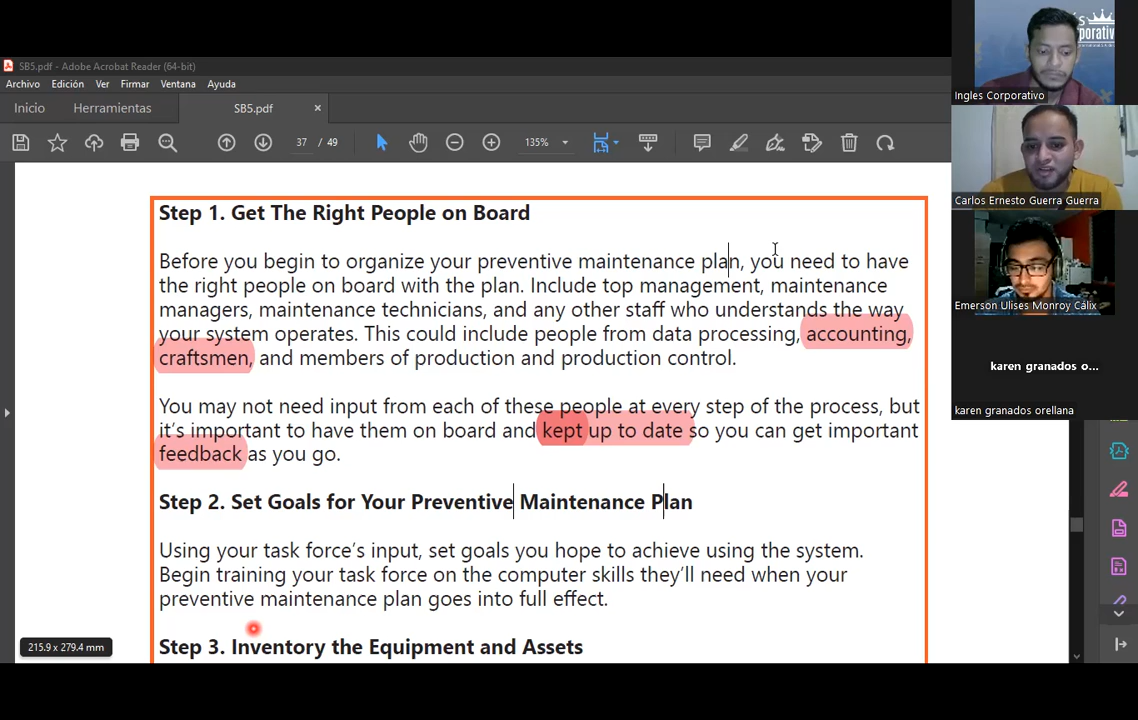 SB5.pdf - Adobe Acrobat Reader (64-bit)
Archivo Edición Ver Firmar Ventana Ayuda
Inicio Herramientas SB5.pdf ×
37 / 49 135%
Step 1. Get The Right People on Board
Before you begin to organize your preventive maintenance plan, you need to have
the right people on board with the plan. Include top management, maintenance
managers, maintenance technicians, and any other staff who understands the way
your system operates. This could include people from data processing, accounting,
craftsmen, and members of production and production control.
You may not need input from each of these people at every step of the process, but
it's important to have them on board and kept up to date so you can get important
feedback as you go.
Step 2. Set Goals for Your Preventive Maintenance Plan
Using your task force's input, set goals you hope to achieve using the system.
Begin training your task force on the computer skills they'll need when your
preventive maintenance plan goes into full effect.
Step 3. Inventory the Equipment and Assets
215.9 x 279.4 mm
Ingles Corporativo
Carlos Ernesto Guerra Guerra
Emerson Ulises Monroy Cálix
karen granados o...
karen granados orellana